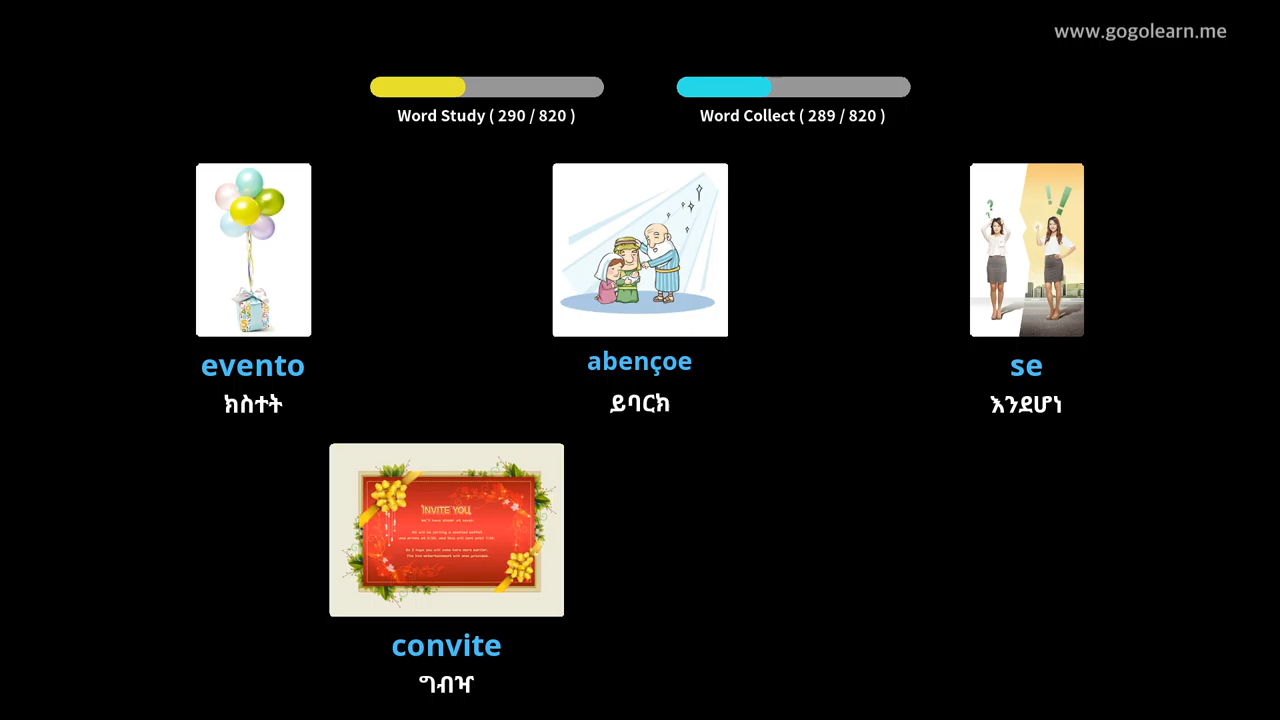 www.gogolearn.me
Word Study ( 290 / 820 )
Word Collect ( 289 / 820 )
evento
ክስተት
abençoe
ይባርክ
se
እንደሆነ
INVITE YOU
convite
ግብዣ